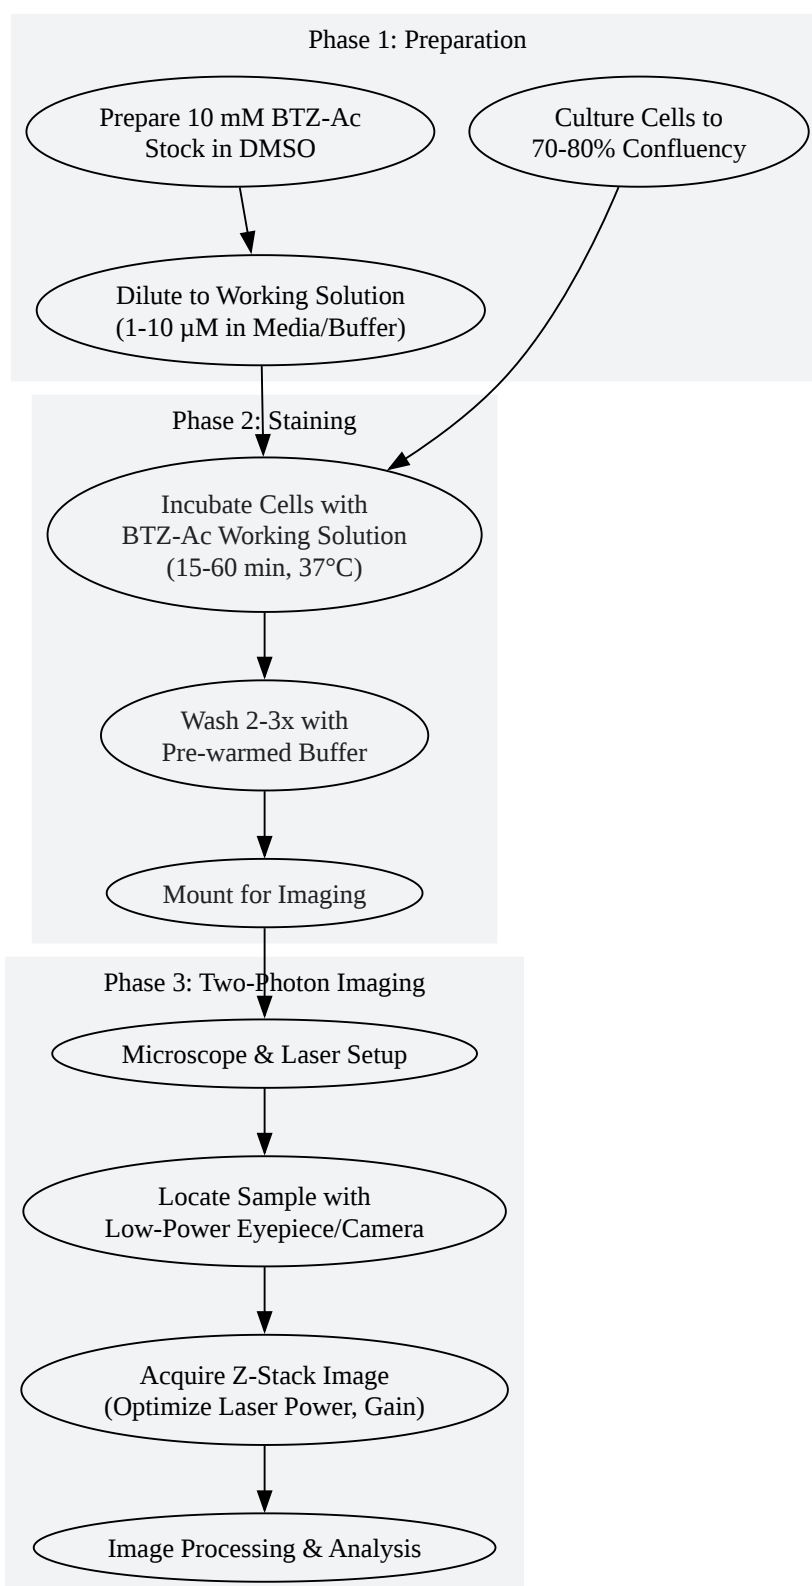 Phase 1: Preparation
Prepare 10 mM BTZ-Ac
Stock in DMSO
Culture Cells to
70-80% Confluency
Dilute to Working Solution
(1-10 µM in Media/Buffer)
Phase 2: Staining
Incubate Cells with
BTZ-Ac Working Solution
(15-60 min, 37°C)
Wash 2-3x with
Pre-warmed Buffer
Mount for Imaging
Phase 3: Two-Photon Imaging
Microscope & Laser Setup
Locate Sample with
Low-Power Eyepiece/Camera
Acquire Z-Stack Image
(Optimize Laser Power, Gain)
Image Processing & Analysis